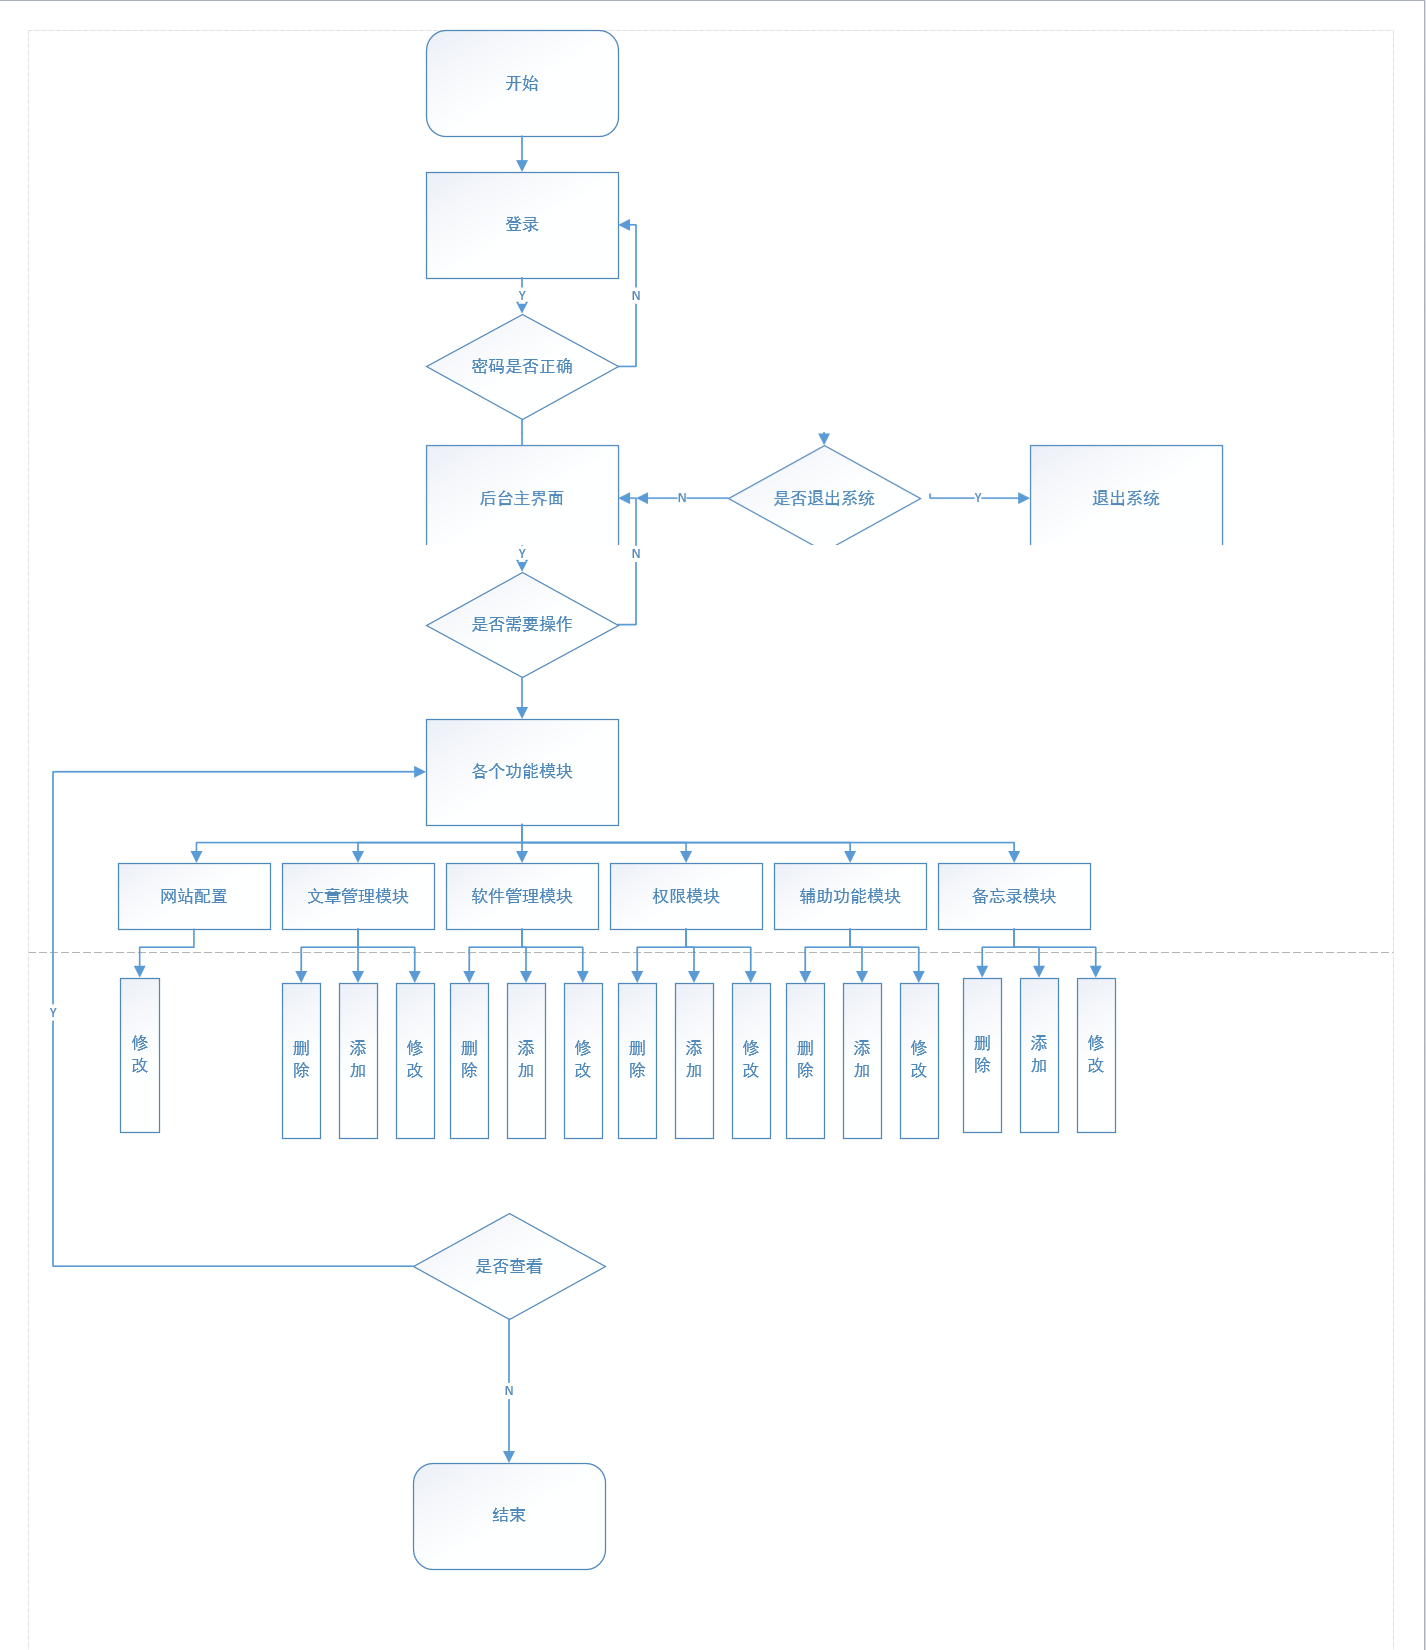 开始
登录
Y
N
密码是否正确
后台主界面
N
是否退出系统
Y
退出系统
Y
N
是否需要操作
各个功能模块
网站配置
文章管理模块
软件管理模块
权限模块
辅助功能模块
备忘录模块
Y
修
改
删
除
添
加
修
改
删
除
添
加
修
改
删
除
添
加
修
改
删
除
添
加
修
改
删
除
添
加
修
改
是否查看
N
结束